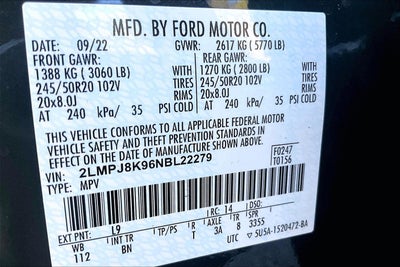 MFD. BY FORD MOTOR CO.
DATE: 09/22 GVWR: 2617 KG ( 5770 LB)
FRONT GAWR: REAR GAWR:
1388 KG ( 3060 LB) WITH 1270 KG ( 2800 LB) WITH
245/50R20 102V TIRES 245/50R20 102V TIRES
20x8.0J RIMS 20x8.0J RIMS
AT 240 kPa/ 35 PSI COLD AT 240 kPa/ 35 PSI COLD
THIS VEHICLE CONFORMS TO ALL APPLICABLE FEDERAL MOTOR
VEHICLE SAFETY AND THEFT PREVENTION STANDARDS IN
EFFECT ON THE DATE OF MANUFACTURE SHOWN ABOVE.
VIN: 2LMPJ8K96NBL22279 F0247
TYPE: MPV T0156
EXT PNT: L9 RC: 14 DSO:
WB INT TR TP/PS R AXLE TR SPR
112 BN T 3A 8 3355
UTC 5U5A-1520472-BA